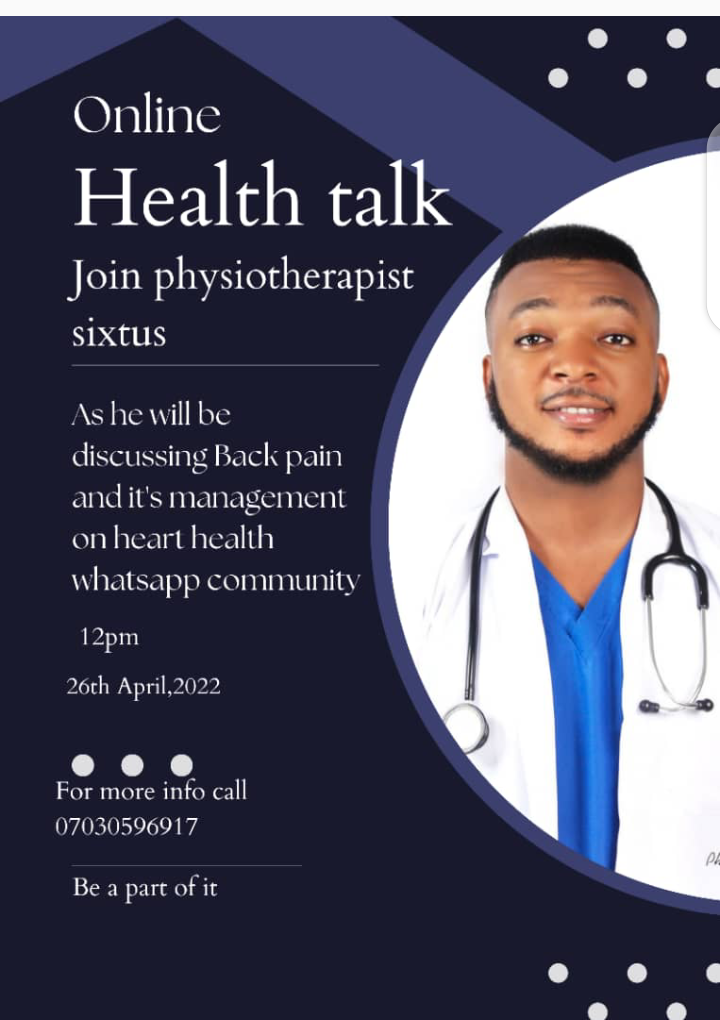 Online
Health talk
Join physiotherapist
sixtus
As he will be
discussing Back pain
and it's management
on heart health
whatsapp community
12pm
26th April,2022
For more info call
07030596917
Be a part of it